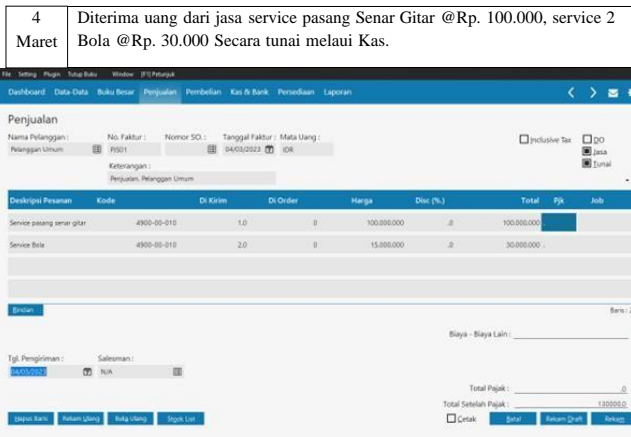 4 Maret
Diterima uang dari jasa service pasang Senar Gitar @Rp. 100.000, service 2
Bola @Rp. 30.000 Secara tunai melaui Kas.
File Setting Plugin Tutup Buku Window [F1] Petunjuk
Dashboard Data-Data Buku Besar Penjualan Pembelian Kas & Bank Persediaan Laporan
Penjualan
Nama Pelanggan : No. Faktur : Nomor SO. : Tanggal Faktur : Mata Uang : Inclusive Tax DO
Pelanggan Umum PJS01 04/03/2023 IDR Jasa
Tunai
Keterangan :
Penjualan, Pelanggan Umum
Deskripsi Pesanan Kode Di Kirim Di Order Harga Disc (%.) Total Pjk Job
Service pasang senar gitar 4900-00-010 1.0 0 100.000.000 .0 100.000.000
Service Bola 4900-00-010 2.0 0 15.000.000 .0 30.000.000 .
Rincian Baris : 2
Biaya - Biaya Lain :
Tgl. Pengiriman : Salesman :
04/03/2023 N/A
Total Pajak : .0
Total Setelah Pajak : 130000.0
Hapus Baris Rekam Ulang Buka Ulang Stock List Cetak Batal Rekam Draft Rekam